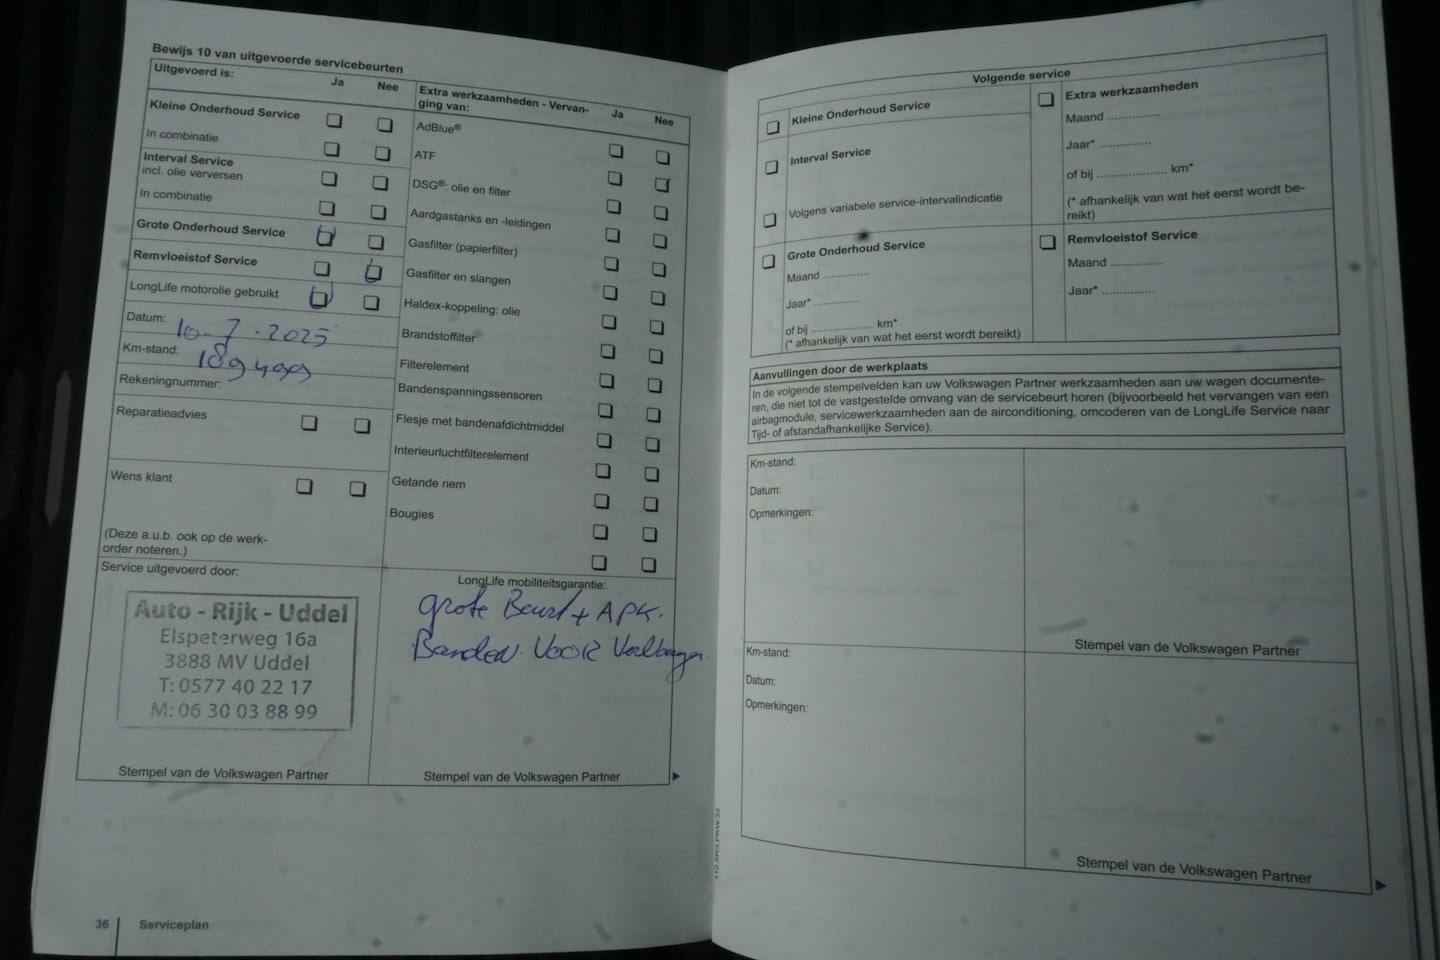 Bewijs 10 van uitgevoerde servicebeurten
Uitgevoerd is:
Ja
Nee
Kleine Onderhoud Service
In combinatie
Interval Service
incl. olie verversen
In combinatie
Grote Onderhoud Service
Remvloeistof Service
LongLife motorolie gebruikt
Datum: 10-7-2025
Km-stand:
Rekeningnummer:
Reparatieadvies
Wens klant
(Deze a.u.b. ook op de werk-
order noteren.)
Extra werkzaamheden - Vervan-
ging van:
Ja
Nee
AdBlue®
ATF
DSG®: olie en filter
Aardgastanks en -leidingen
Gasfilter (papierfilter)
Gasfilter en slangen
Haldex-koppeling: olie
Brandstoffilter
Filterelement
Bandenspanningssensoren
Flesje met bandenafdichtmiddel
Interieurluchtfilterelement
Getande riem
Bougies
Service uitgevoerd door:
Auto - Rijk - Uddel
Elspeterweg 16a
3888 MV Uddel
T: 0577 40 22 17
M: 06 30 03 88 99
Stempel van de Volkswagen Partner
LongLife mobiliteitsgarantie:
grote Beurt + APK.
Banden voor
Stempel van de Volkswagen Partner
36
Serviceplan
Volgende service
Kleine Onderhoud Service
Interval Service
Volgens variabele service-intervalindicatie
Grote Onderhoud Service
Maand ..............
Jaar* ..............
of bij ................... km*
(* afhankelijk van wat het eerst wordt bereikt)
Extra werkzaamheden
Maand ...............
Jaar* ...............
of bij .................... km*
(* afhankelijk van wat het eerst wordt be-
reikt)
Remvloeistof Service
Maand ...............
Jaar* ...............
Aanvullingen door de werkplaats
In de volgende stempelvelden kan uw Volkswagen Partner werkzaamheden aan uw wagen documente-
ren, die niet tot de vastgestelde omvang van de servicebeurt horen (bijvoorbeeld het vervangen van een
airbagmodule, servicewerkzaamheden aan de airconditioning, omcoderen van de LongLife Service naar
Tijd- of afstandafhankelijke Service).
Km-stand:
Datum:
Opmerkingen:
Stempel van de Volkswagen Partner
Km-stand:
Datum:
Opmerkingen:
Stempel van de Volkswagen Partner